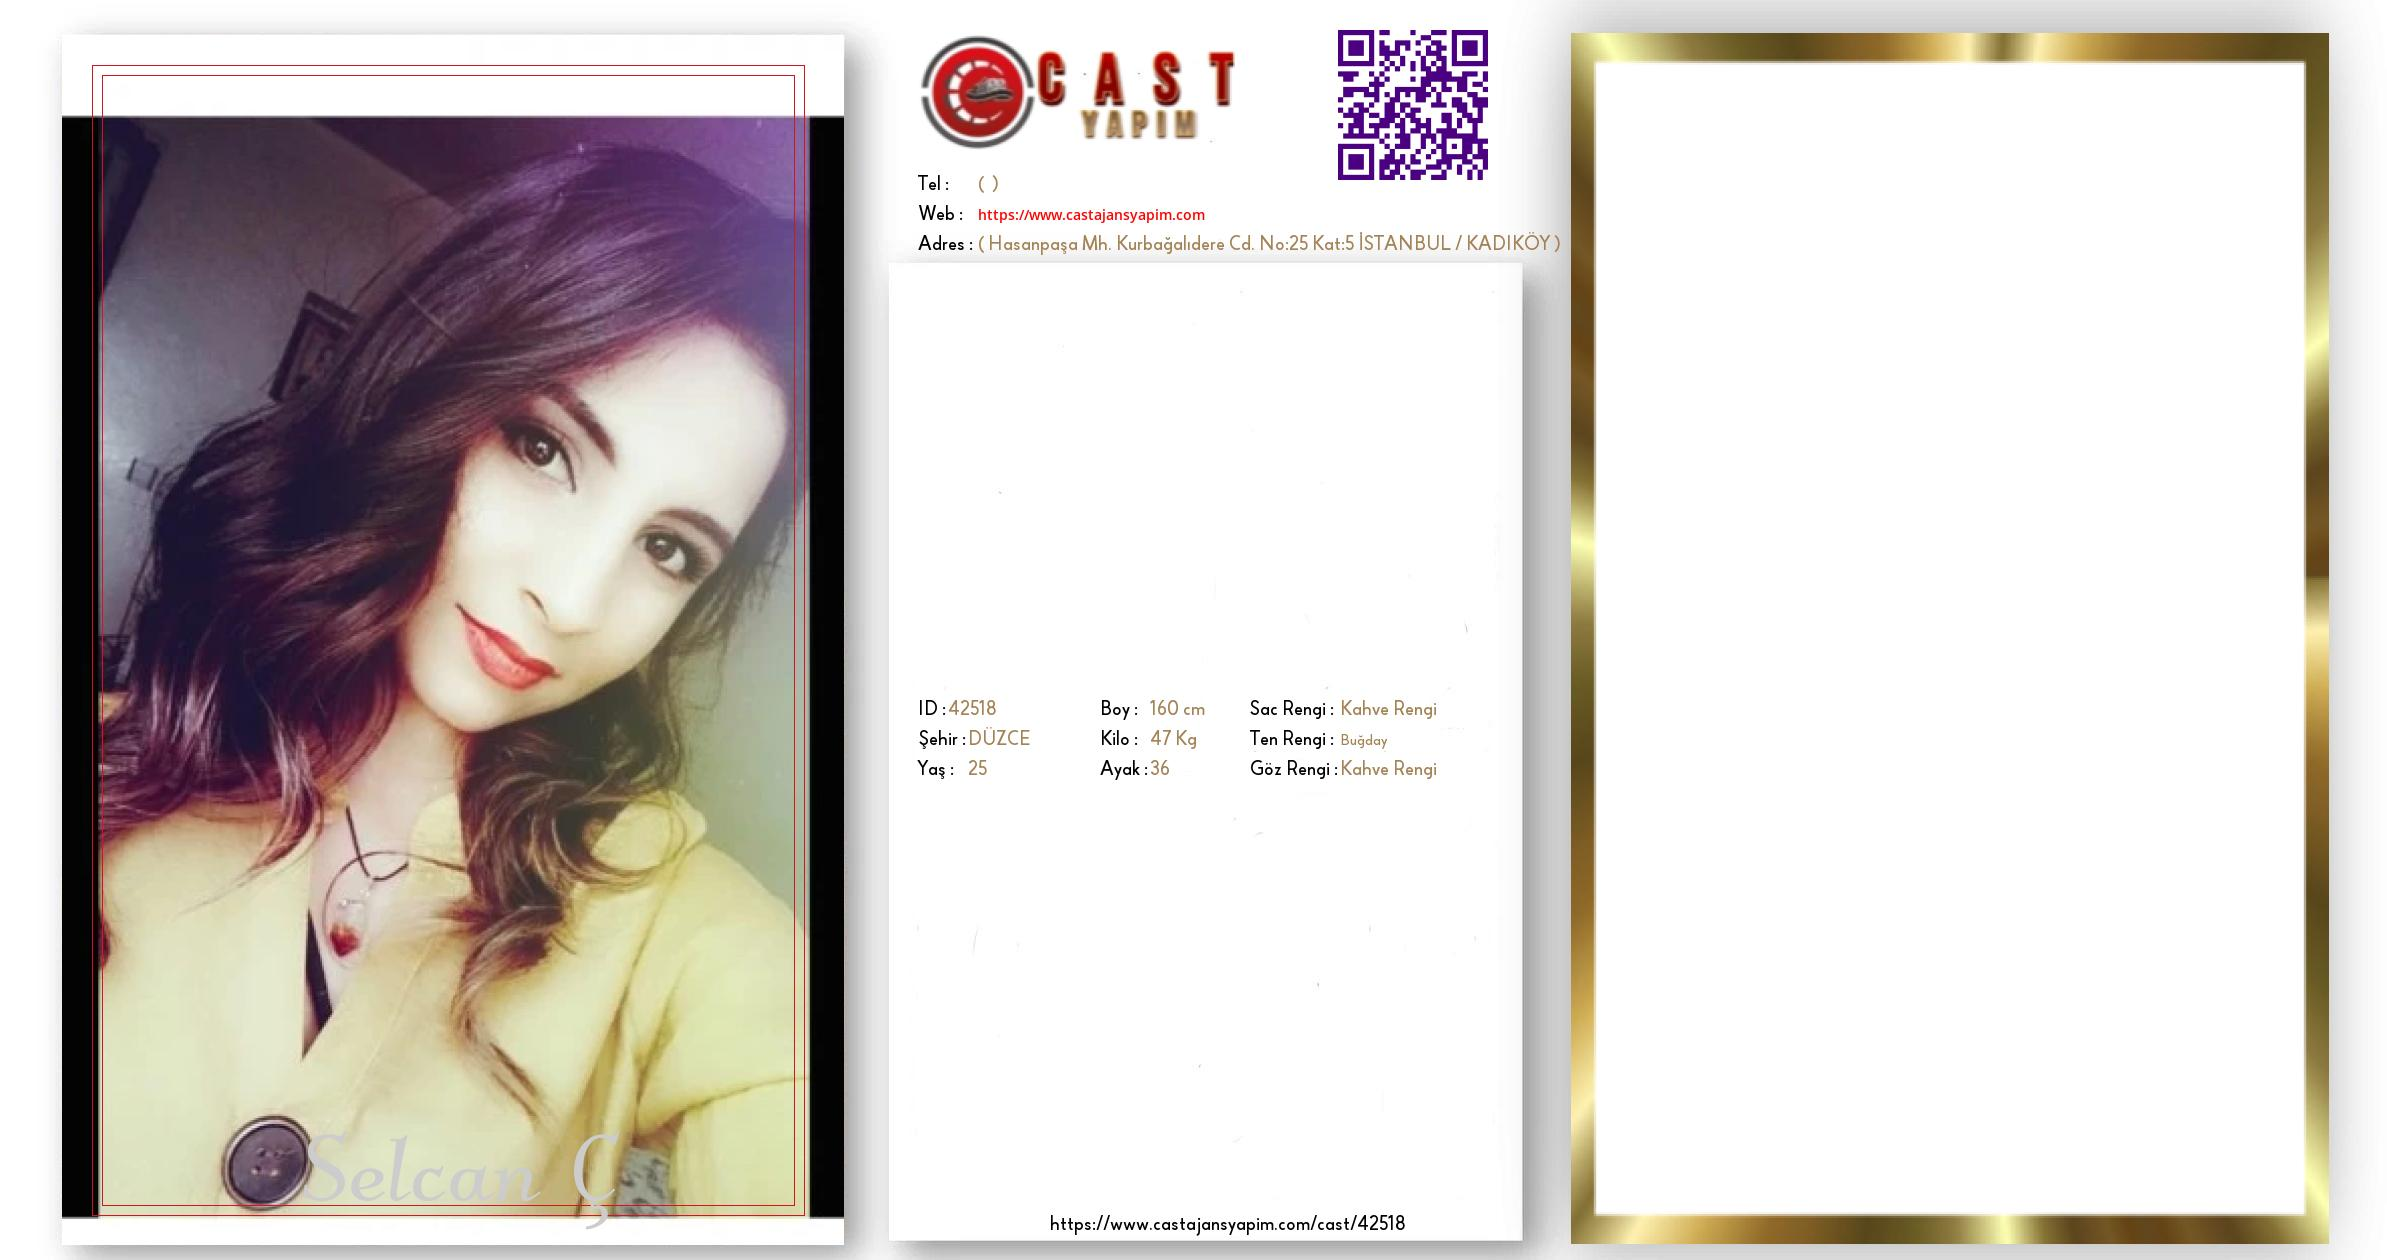 Selcan Ç
CAST
YAPIM
Tel : ( )
Web : https://www.castajansyapim.com
Adres : ( Hasanpaşa Mh. Kurbağalıdere Cd. No:25 Kat:5 İSTANBUL / KADIKÖY )
ID : 42518 Boy : 160 cm Sac Rengi : Kahve Rengi
Şehir : DÜZCE Kilo : 47 Kg Ten Rengi : Buğday
Yaş : 25 Ayak : 36 Göz Rengi : Kahve Rengi
https://www.castajansyapim.com/cast/42518